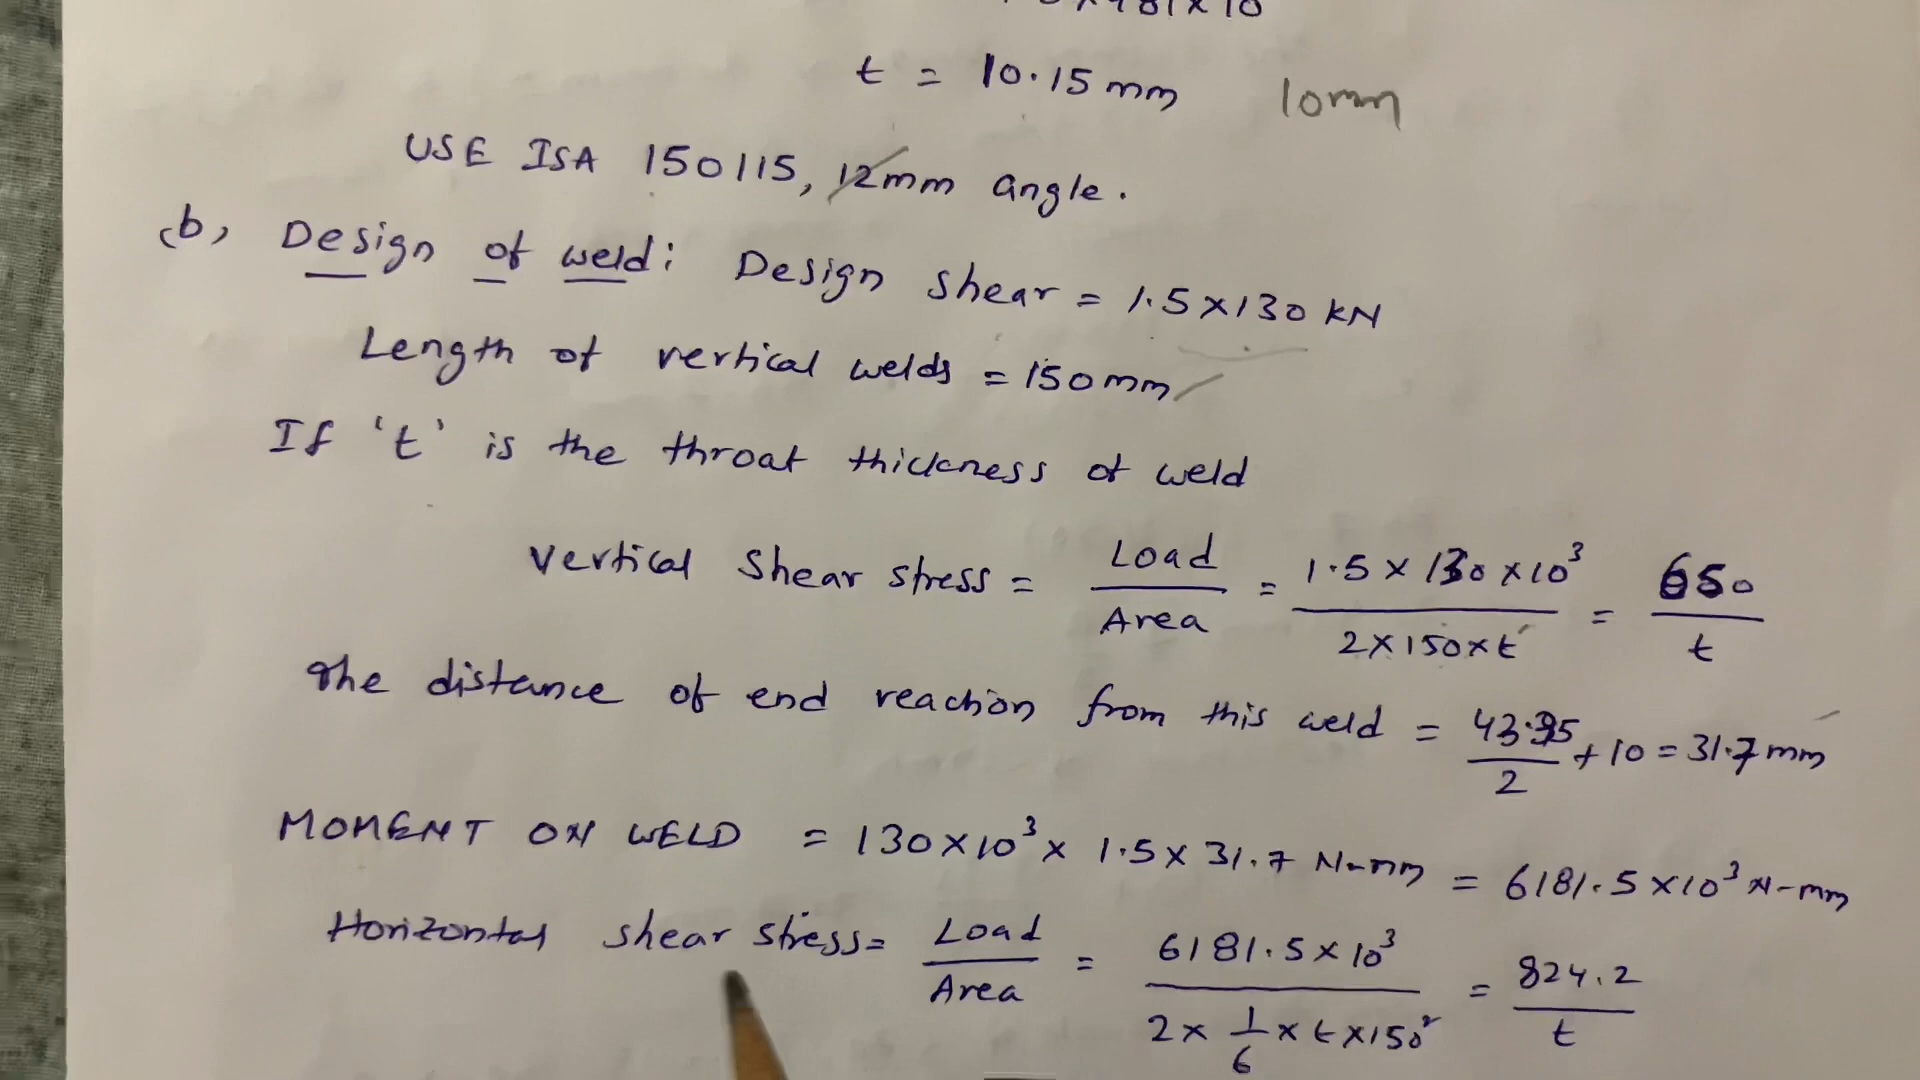 x 481 x 10
t = 10.15 mm 10mm
USE ISA 150115, 12mm angle.
(b) Design of weld: Design shear = 1.5 x 130 kN
Length of vertical welds = 150mm
If 't' is the throat thickness of weld
Vertical Shear stress = Load / Area = 1.5 x 130 x 10³ / 2 x 150 x t = 650 / t
The distance of end reaction from this weld = 43.35 / 2 + 10 = 31.7 mm
MOMENT ON WELD = 130 x 10³ x 1.5 x 31.7 N-mm = 6181.5 x 10³ N-mm
Horizontal shear stress = Load / Area = 6181.5 x 10³ / 2 x 1/6 x t x 150² = 824.2 / t